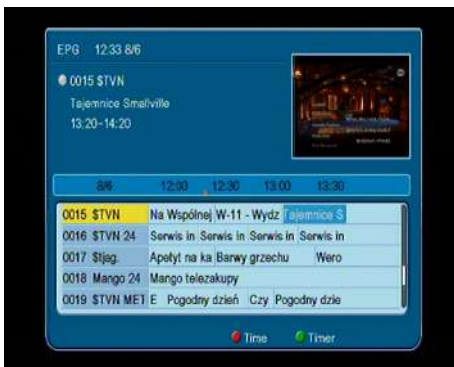 EPG 12:33 8/6
0015 $TVN
Tajemnice Smallville
13:20-14:20
8/6 12:00 12:30 13:00 13:30
0015 $TVN Na Wspólnej W-11 - Wydz Tajemnice S
0016 $TVN 24 Serwis in Serwis in Serwis in Serwis in
0017 $tjag. Apetyt na ka Barwy grzechu Wero
0018 Mango 24 Mango telezakupy
0019 $TVN MET E Pogodny dzień Czy Pogodny dzie
Time Timer